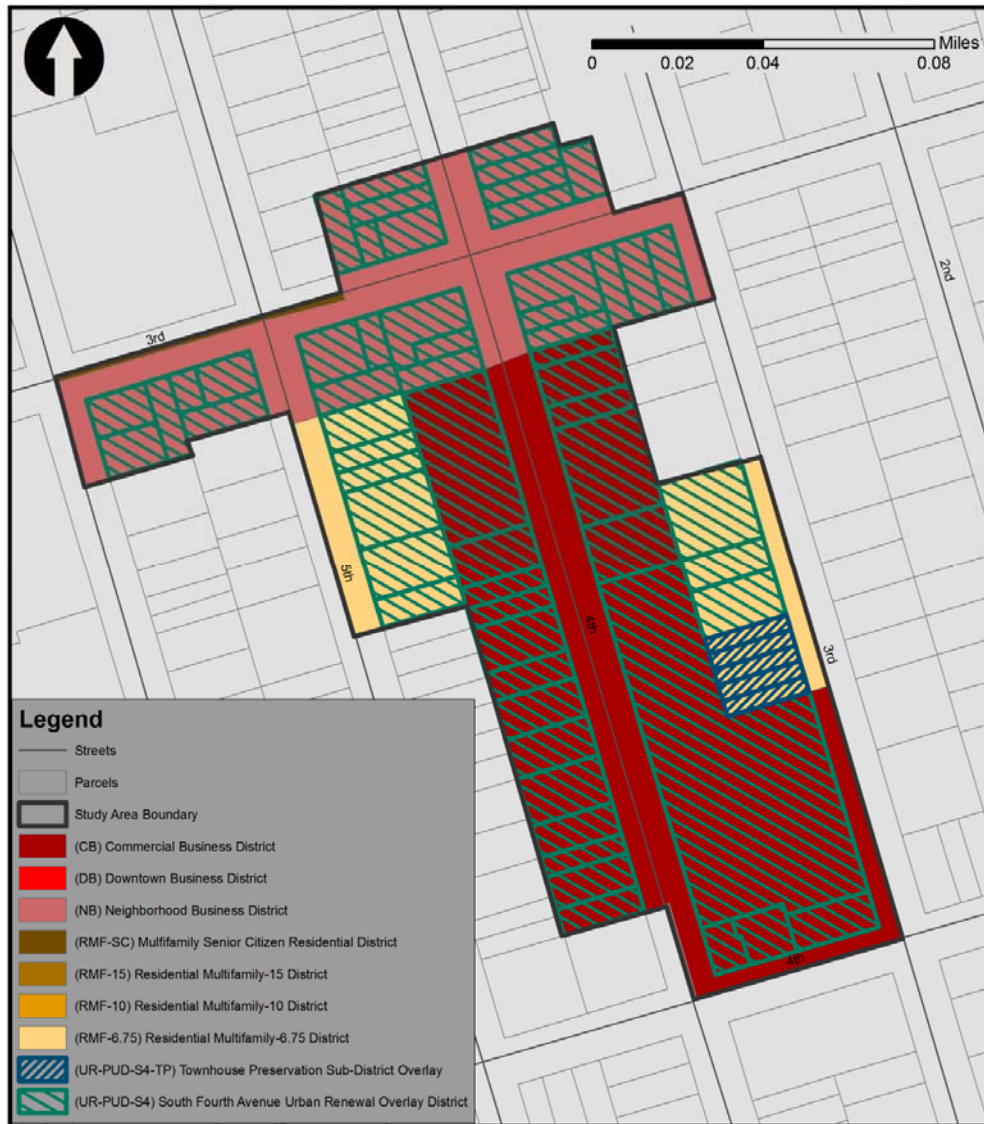 Miles
0 0.02 0.04 0.08
2nd
3rd
5th
4th
3rd
4th
Legend
Streets
Parcels
Study Area Boundary
(CB) Commercial Business District
(DB) Downtown Business District
(NB) Neighborhood Business District
(RMF-SC) Mulfifamily Senior Citizen Residential District
(RMF-15) Residential Multifamily-15 District
(RMF-10) Residential Multifamily-10 District
(RMF-6.75) Residential Multifamily-6.75 District
(UR-PUD-S4-TP) Townhouse Preservation Sub-District Overlay
(UR-PUD-S4) South Fourth Avenue Urban Renewal Overlay District